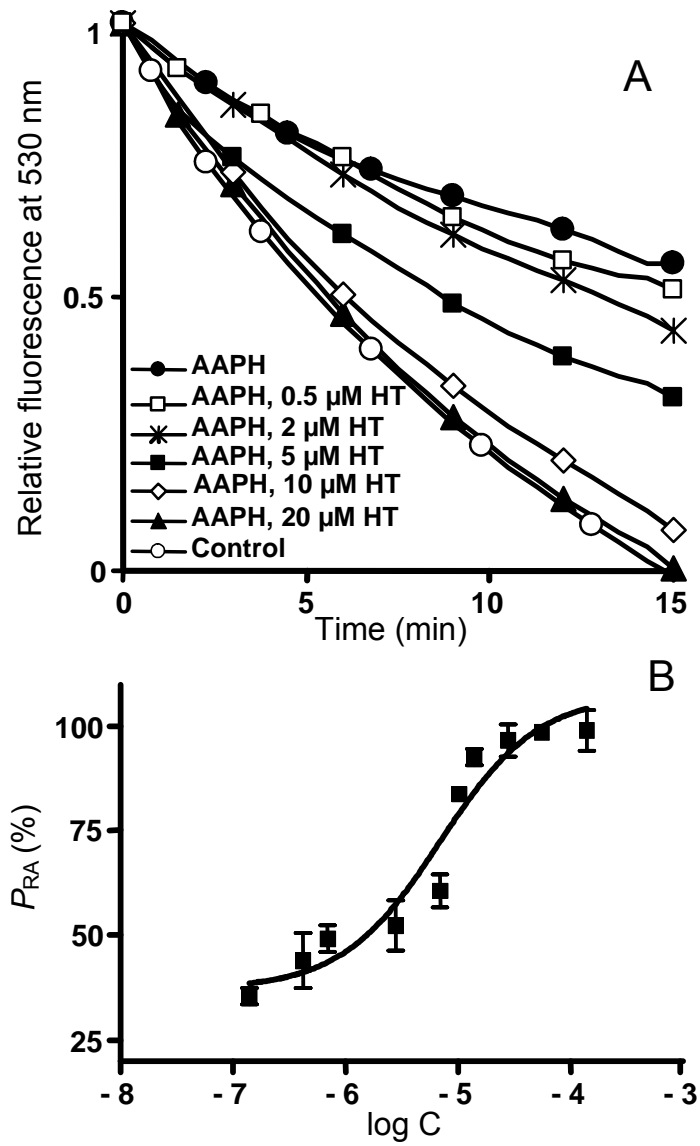 1
A
Relative fluorescence at 530 nm
0.5
AAPH
AAPH, 0.5 µM HT
AAPH, 2 µM HT
AAPH, 5 µM HT
AAPH, 10 µM HT
AAPH, 20 µM HT
Control
0
0 5 10 15
Time (min)
B
100
75
50
25
PRA (%)
-8 -7 -6 -5 -4 -3
log C